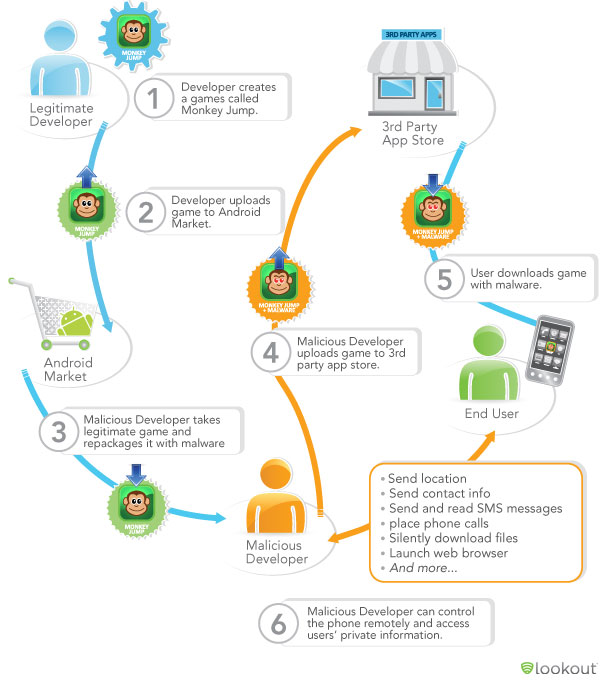 MONKEY
JUMP
Legitimate
Developer
1
Developer creates
a games called
Monkey Jump.
MONKEY
JUMP
2
Developer uploads
game to Android
Market.
Android
Market
3
Malicious Developer takes
legitimate game and
repackages it with malware
MONKEY
JUMP
Malicious
Developer
MONKEY JUMP
+ MALWARE
4
Malicious Developer
uploads game to 3rd
party app store.
3RD PARTY APPS
3rd Party
App Store
MONKEY JUMP
+ MALWARE
5
User downloads game
with malware.
End User
• Send location
• Send contact info
• Send and read SMS messages
• place phone calls
• Silently download files
• Launch web browser
• And more...
6
Malicious Developer can control
the phone remotely and access
users' private information.
lookout